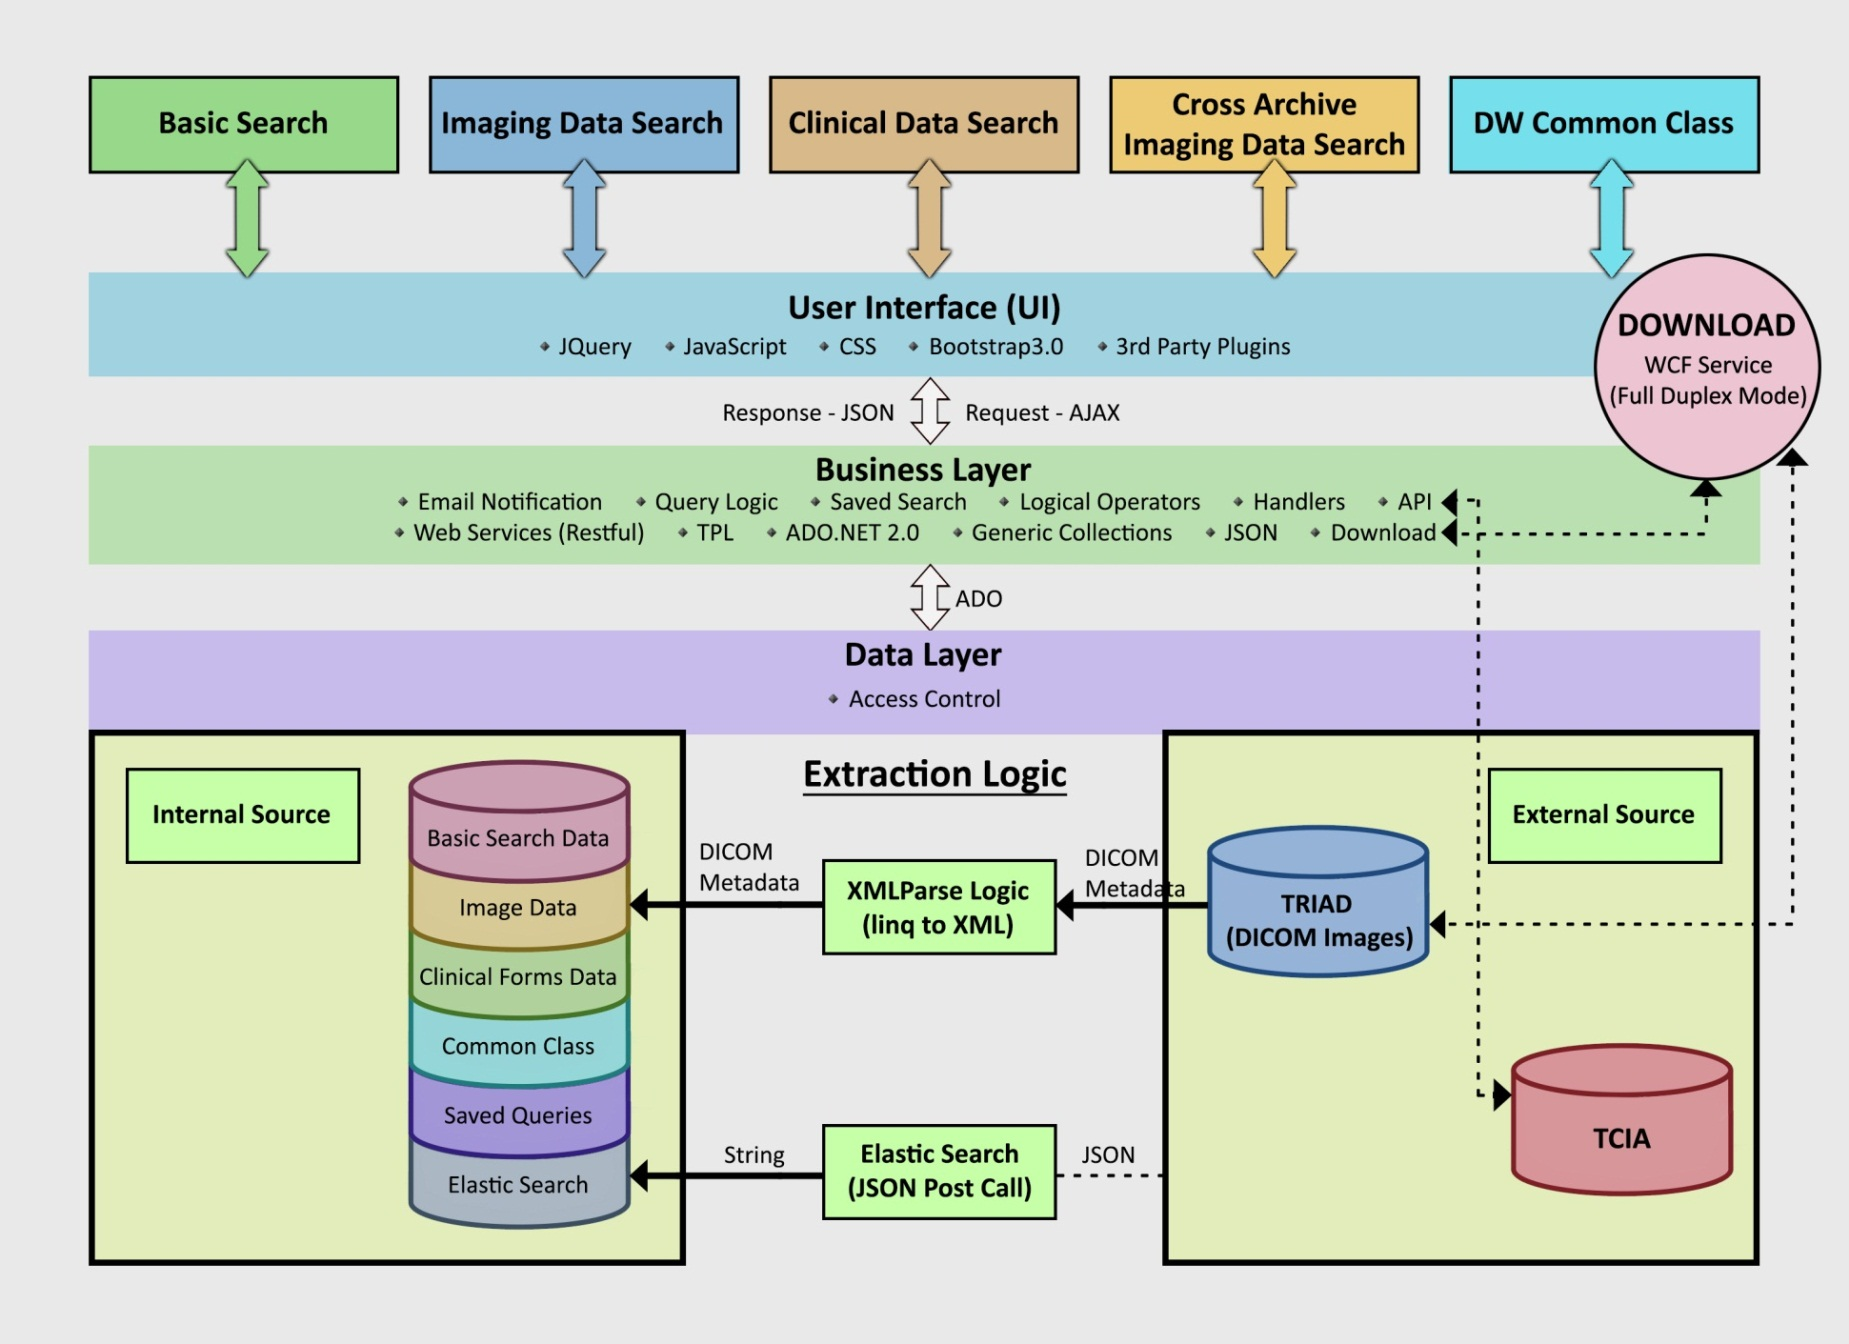 Basic Search
Imaging Data Search
Clinical Data Search
Cross Archive
Imaging Data Search
DW Common Class
User Interface (UI)
JQuery
JavaScript
CSS
Bootstrap3.0
3rd Party Plugins
DOWNLOAD
WCF Service
(Full Duplex Mode)
Response - JSON
Request - AJAX
Business Layer
Email Notification
Query Logic
Saved Search
Logical Operators
Handlers
API
Web Services (Restful)
TPL
ADO.NET 2.0
Generic Collections
JSON
Download
ADO
Data Layer
Access Control
Extraction Logic
Internal Source
Basic Search Data
Image Data
Clinical Forms Data
Common Class
Saved Queries
Elastic Search
DICOM
Metadata
XMLParse Logic
(linq to XML)
DICOM
Metadata
External Source
TRIAD
(DICOM Images)
TCIA
String
Elastic Search
(JSON Post Call)
JSON